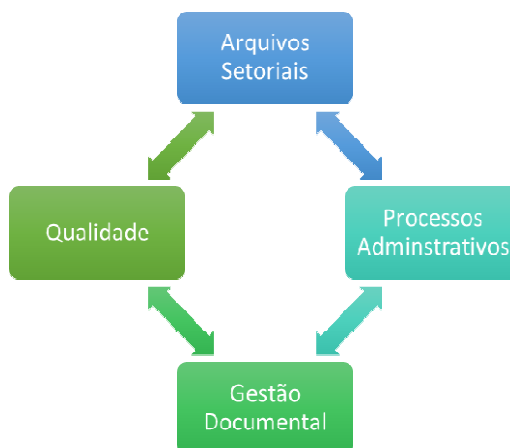 Arquivos
Setoriais
Qualidade
Processos
Adminstrativos
Gestão
Documental